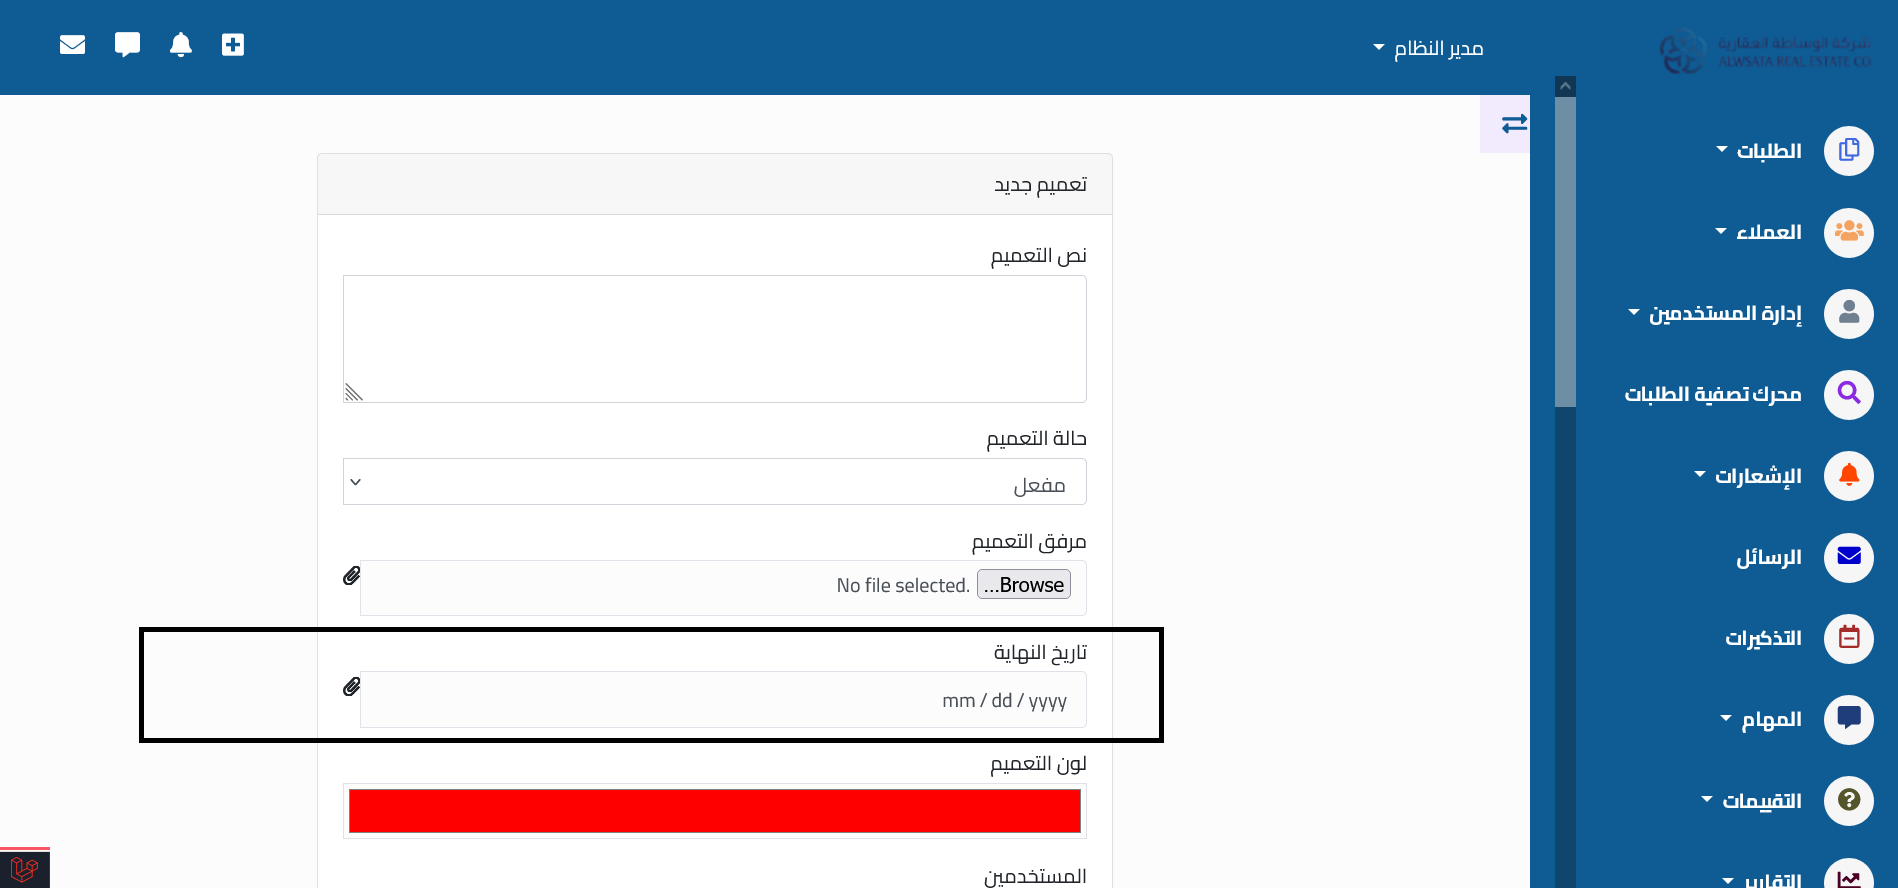 شركة الوساطة العقارية
ALWSATA REAL ESTATE CO
مدير النظام
الطلبات
العملاء
إدارة المستخدمين
محرك تصفية الطلبات
الإشعارات
الرسائل
التذكيرات
المهام
التقييمات
التقارير
تعميم جديد
نص التعميم
حالة التعميم
مفعل
مرفق التعميم
Browse... No file selected.
تاريخ النهاية
mm / dd / yyyy
لون التعميم
المستخدمين